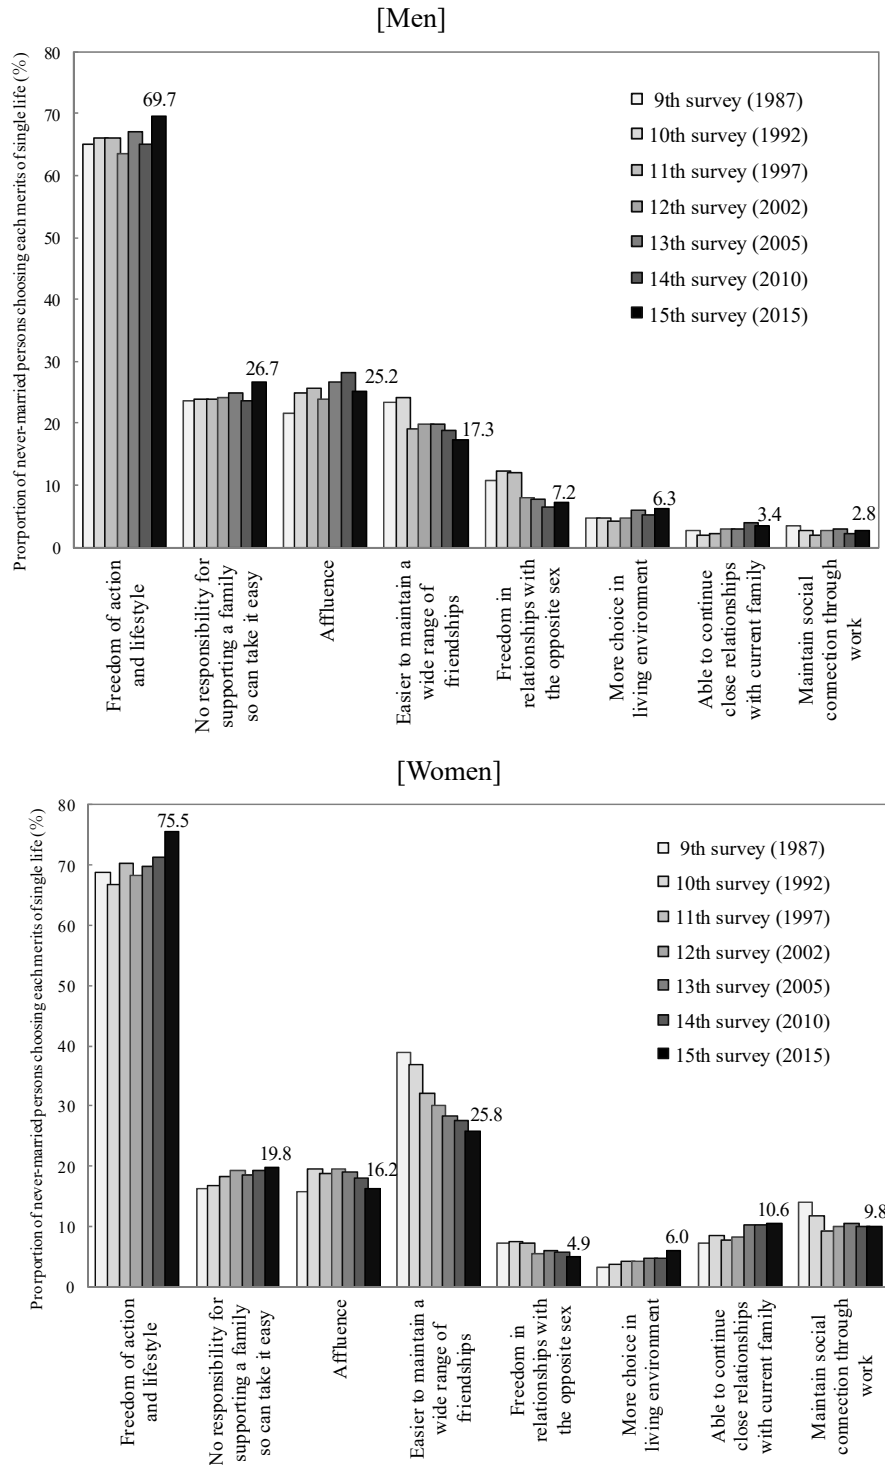 [Men]
Prorportion of never-married persons choosing each merits of single life (%)
80
70
60
50
40
30
20
10
0
69.7
26.7
25.2
17.3
7.2
6.3
3.4
2.8
9th survey (1987)
10th survey (1992)
11th survey (1997)
12th survey (2002)
13th survey (2005)
14th survey (2010)
15th survey (2015)
Freedom of action
and lifestyle
No responsibility for
supporting a family
so can take it easy
Affluence
Easier to maintain a
wide range of
friendships
Freedom in
relationships with
the opposite sex
More choice in
living environment
Able to continue
close relationships
with current family
Maintain social
connection through
work
[Women]
Prorportion of never-married persons choosing each merits of single life (%)
80
70
60
50
40
30
20
10
0
75.5
19.8
16.2
25.8
4.9
6.0
10.6
9.8
9th survey (1987)
10th survey (1992)
11th survey (1997)
12th survey (2002)
13th survey (2005)
14th survey (2010)
15th survey (2015)
Freedom of action
and lifestyle
No responsibility for
supporting a family
so can take it easy
Affluence
Easier to maintain a
wide range of
friendships
Freedom in
relationships with
the opposite sex
More choice in
living environment
Able to continue
close relationships
with current family
Maintain social
connection through
work